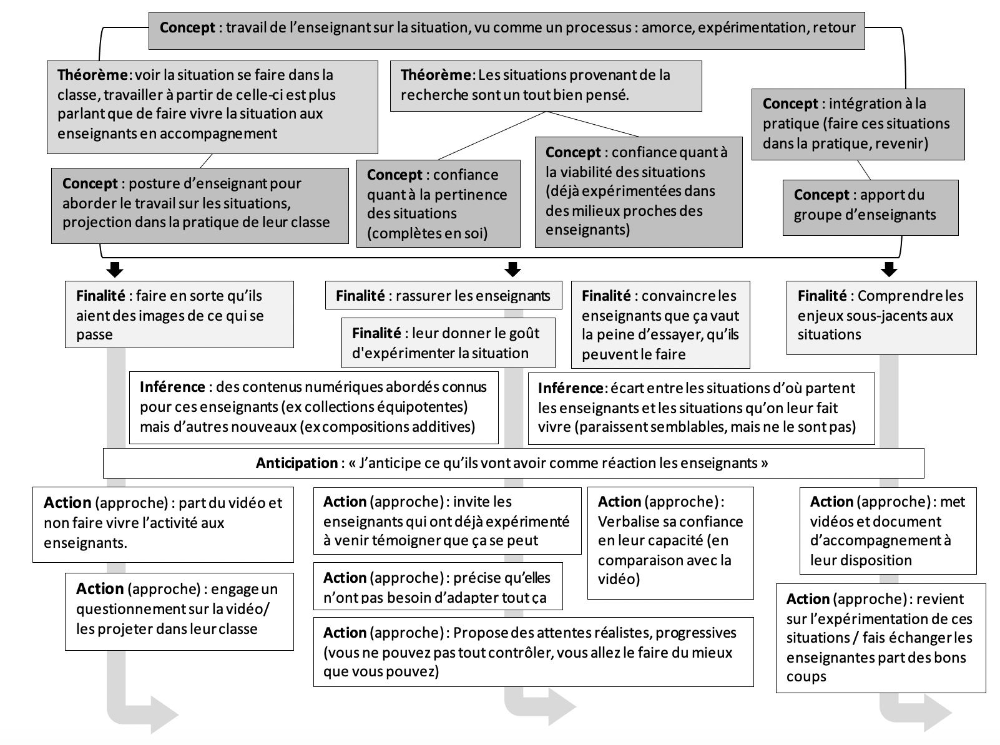 Concept : travail de l'enseignant sur la situation, vu comme un processus : amorce, expérimentation, retour
Théorème: voir la situation se faire dans la
classe, travailler à partir de celle-ci est plus
parlant que de faire vivre la situation aux
enseignants en accompagnement
Théorème: Les situations provenant de la
recherche sont un tout bien pensé.
Concept : intégration à la
pratique (faire ces situations
dans la pratique, revenir)
Concept : posture d'enseignant pour
aborder le travail sur les situations,
projection dans la pratique de leur classe
Concept : confiance
quant à la pertinence
des situations
(complètes en soi)
Concept : confiance quant à
la viabilité des situations
(déjà expérimentées dans
des milieux proches des
enseignants)
Concept : apport du
groupe d'enseignants
Finalité : faire en sorte qu'ils
aient des images de ce qui se
passe
Finalité : rassurer les enseignants
Finalité : leur donner le goût
d'expérimenter la situation
Finalité : convaincre les
enseignants que ça vaut
la peine d'essayer, qu'ils
peuvent le faire
Finalité : Comprendre les
enjeux sous-jacents aux
situations
Inférence : des contenus numériques abordés connus
pour ces enseignants (ex collections équipotentes)
mais d'autres nouveaux (ex compositions additives)
Inférence: écart entre les situations d'où partent
les enseignants et les situations qu'on leur fait
vivre (paraissent semblables, mais ne le sont pas)
Anticipation : « J'anticipe ce qu'ils vont avoir comme réaction les enseignants »
Action (approche) : part du vidéo et
non faire vivre l'activité aux
enseignants.
Action (approche) : engage un
questionnement sur la vidéo/
les projeter dans leur classe
Action (approche) : invite les
enseignants qui ont déjà expérimenté
à venir témoigner que ça se peut
Action (approche) : précise qu'elles
n'ont pas besoin d'adapter tout ça
Action (approche) :
Verbalise sa confiance
en leur capacité (en
comparaison avec la
vidéo)
Action (approche) : Propose des attentes réalistes, progressives
(vous ne pouvez pas tout contrôler, vous allez le faire du mieux
que vous pouvez)
Action (approche) : met
vidéos et document
d'accompagnement à
leur disposition
Action (approche) : revient
sur l'expérimentation de ces
situations / fais échanger les
enseignantes part des bons
coups